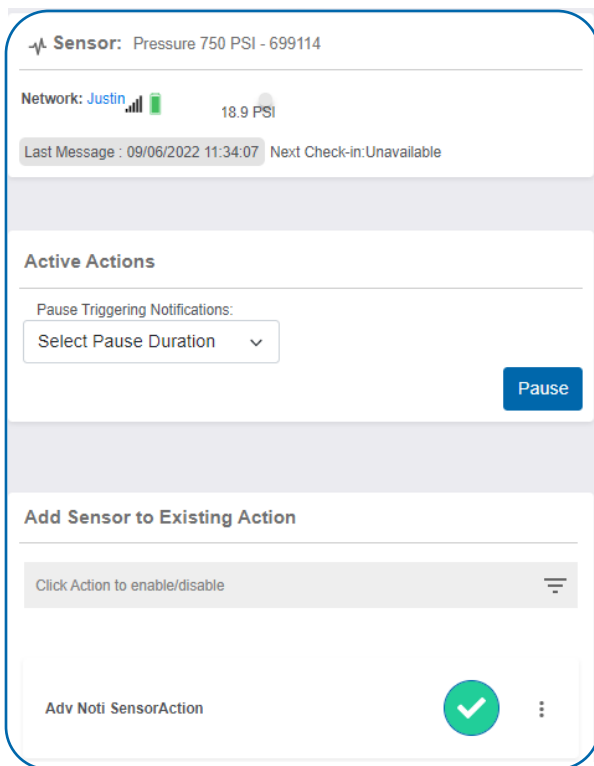 Sensor: Pressure 750 PSI - 699114
Network: Justin 18.9 PSI
Last Message : 09/06/2022 11:34:07 Next Check-in:Unavailable
Active Actions
Pause Triggering Notifications:
Select Pause Duration
Pause
Add Sensor to Existing Action
Click Action to enable/disable
Adv Noti SensorAction